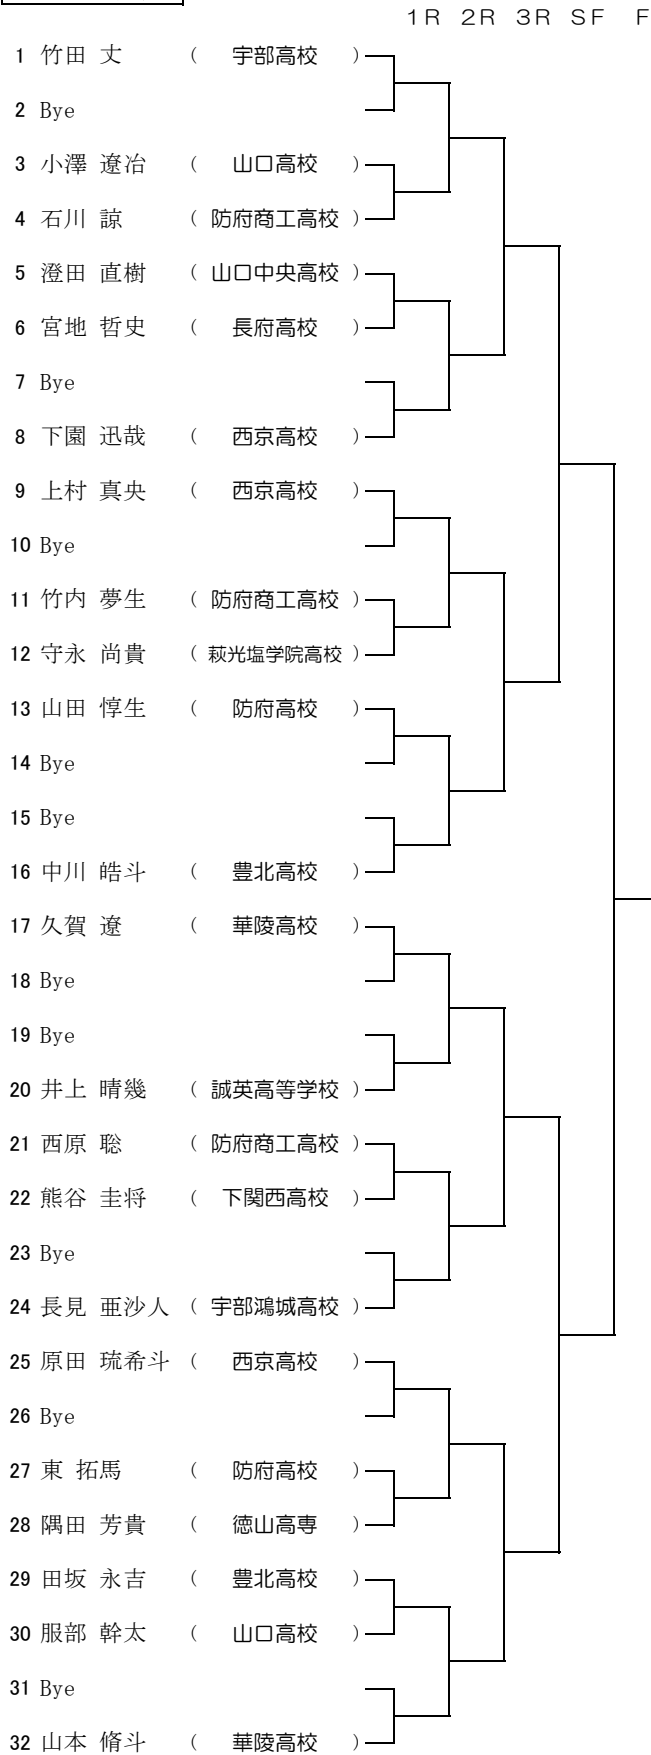 1R 2R 3R SF F
1 竹田 丈 ( 宇部高校 )
2 Bye
3 小澤 遼冶 ( 山口高校 )
4 石川 諒 ( 防府商工高校 )
5 澄田 直樹 ( 山口中央高校 )
6 宮地 哲史 ( 長府高校 )
7 Bye
8 下園 迅哉 ( 西京高校 )
9 上村 真央 ( 西京高校 )
10 Bye
11 竹内 夢生 ( 防府商工高校 )
12 守永 尚貴 ( 萩光塩学院高校 )
13 山田 惇生 ( 防府高校 )
14 Bye
15 Bye
16 中川 皓斗 ( 豊北高校 )
17 久賀 遼 ( 華陵高校 )
18 Bye
19 Bye
20 井上 晴幾 ( 誠英高等学校 )
21 西原 聡 ( 防府商工高校 )
22 熊谷 圭将 ( 下関西高校 )
23 Bye
24 長見 亜沙人 ( 宇部鴻城高校 )
25 原田 琉希斗 ( 西京高校 )
26 Bye
27 東 拓馬 ( 防府高校 )
28 隅田 芳貴 ( 徳山高専 )
29 田坂 永吉 ( 豊北高校 )
30 服部 幹太 ( 山口高校 )
31 Bye
32 山本 脩斗 ( 華陵高校 )